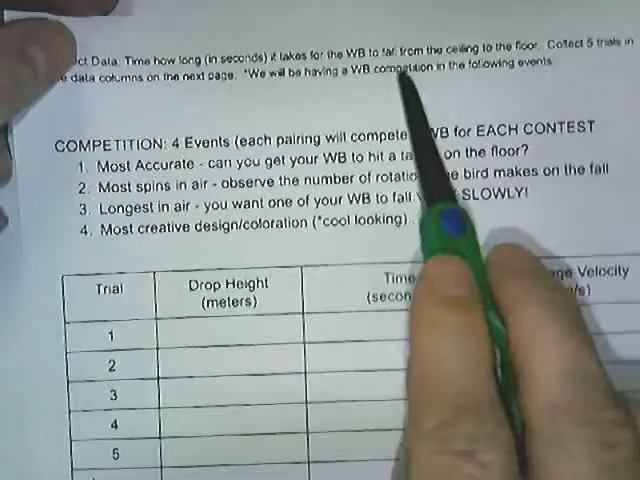 ct Data: Time how long (in seconds) it takes for the WB to fall from the ceiling to the floor. Collect 5 trials in
data columns on the next page. *We will be having a WB competition in the following events
COMPETITION: 4 Events (each pairing will compete WB for EACH CONTEST
1. Most Accurate - can you get your WB to hit a ta on the floor?
2. Most spins in air - observe the number of rotatio e bird makes on the fall
3. Longest in air - you want one of your WB to fall SLOWLY!
4. Most creative design/coloration (*cool looking)
Trial Drop Height (meters) Time (secon ge Velocity /s)
1
2
3
4
5